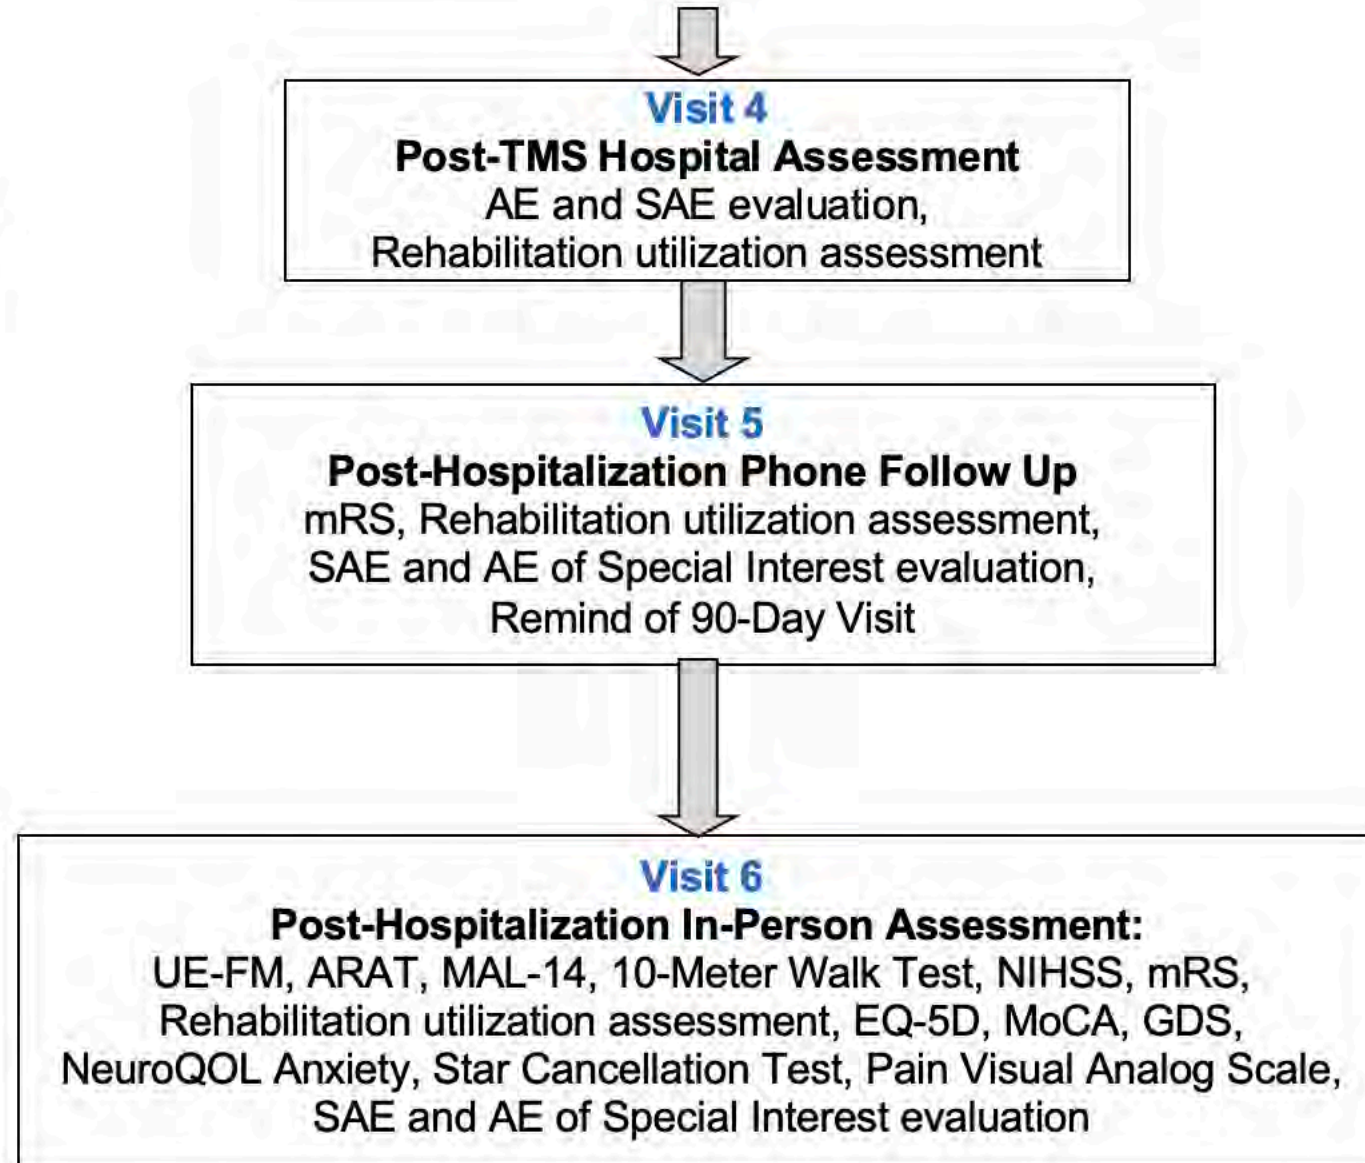 Visit 4
Post-TMS Hospital Assessment
AE and SAE evaluation,
Rehabilitation utilization assessment
Visit 5
Post-Hospitalization Phone Follow Up
mRS, Rehabilitation utilization assessment,
SAE and AE of Special Interest evaluation,
Remind of 90-Day Visit
Visit 6
Post-Hospitalization In-Person Assessment:
UE-FM, ARAT, MAL-14, 10-Meter Walk Test, NIHSS, mRS,
Rehabilitation utilization assessment, EQ-5D, MoCA, GDS,
NeuroQOL Anxiety, Star Cancellation Test, Pain Visual Analog Scale,
SAE and AE of Special Interest evaluation